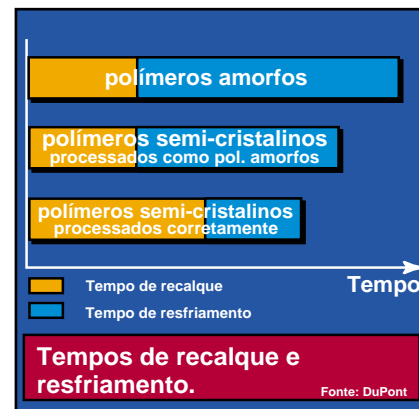 polímeros amorfos
polímeros semi-cristalinos
processados como pol. amorfos
polímeros semi-cristalinos
processados corretamente
Tempo
Tempo de recalque
Tempo de resfriamento
Tempos de recalque e
resfriamento.
Fonte: DuPont